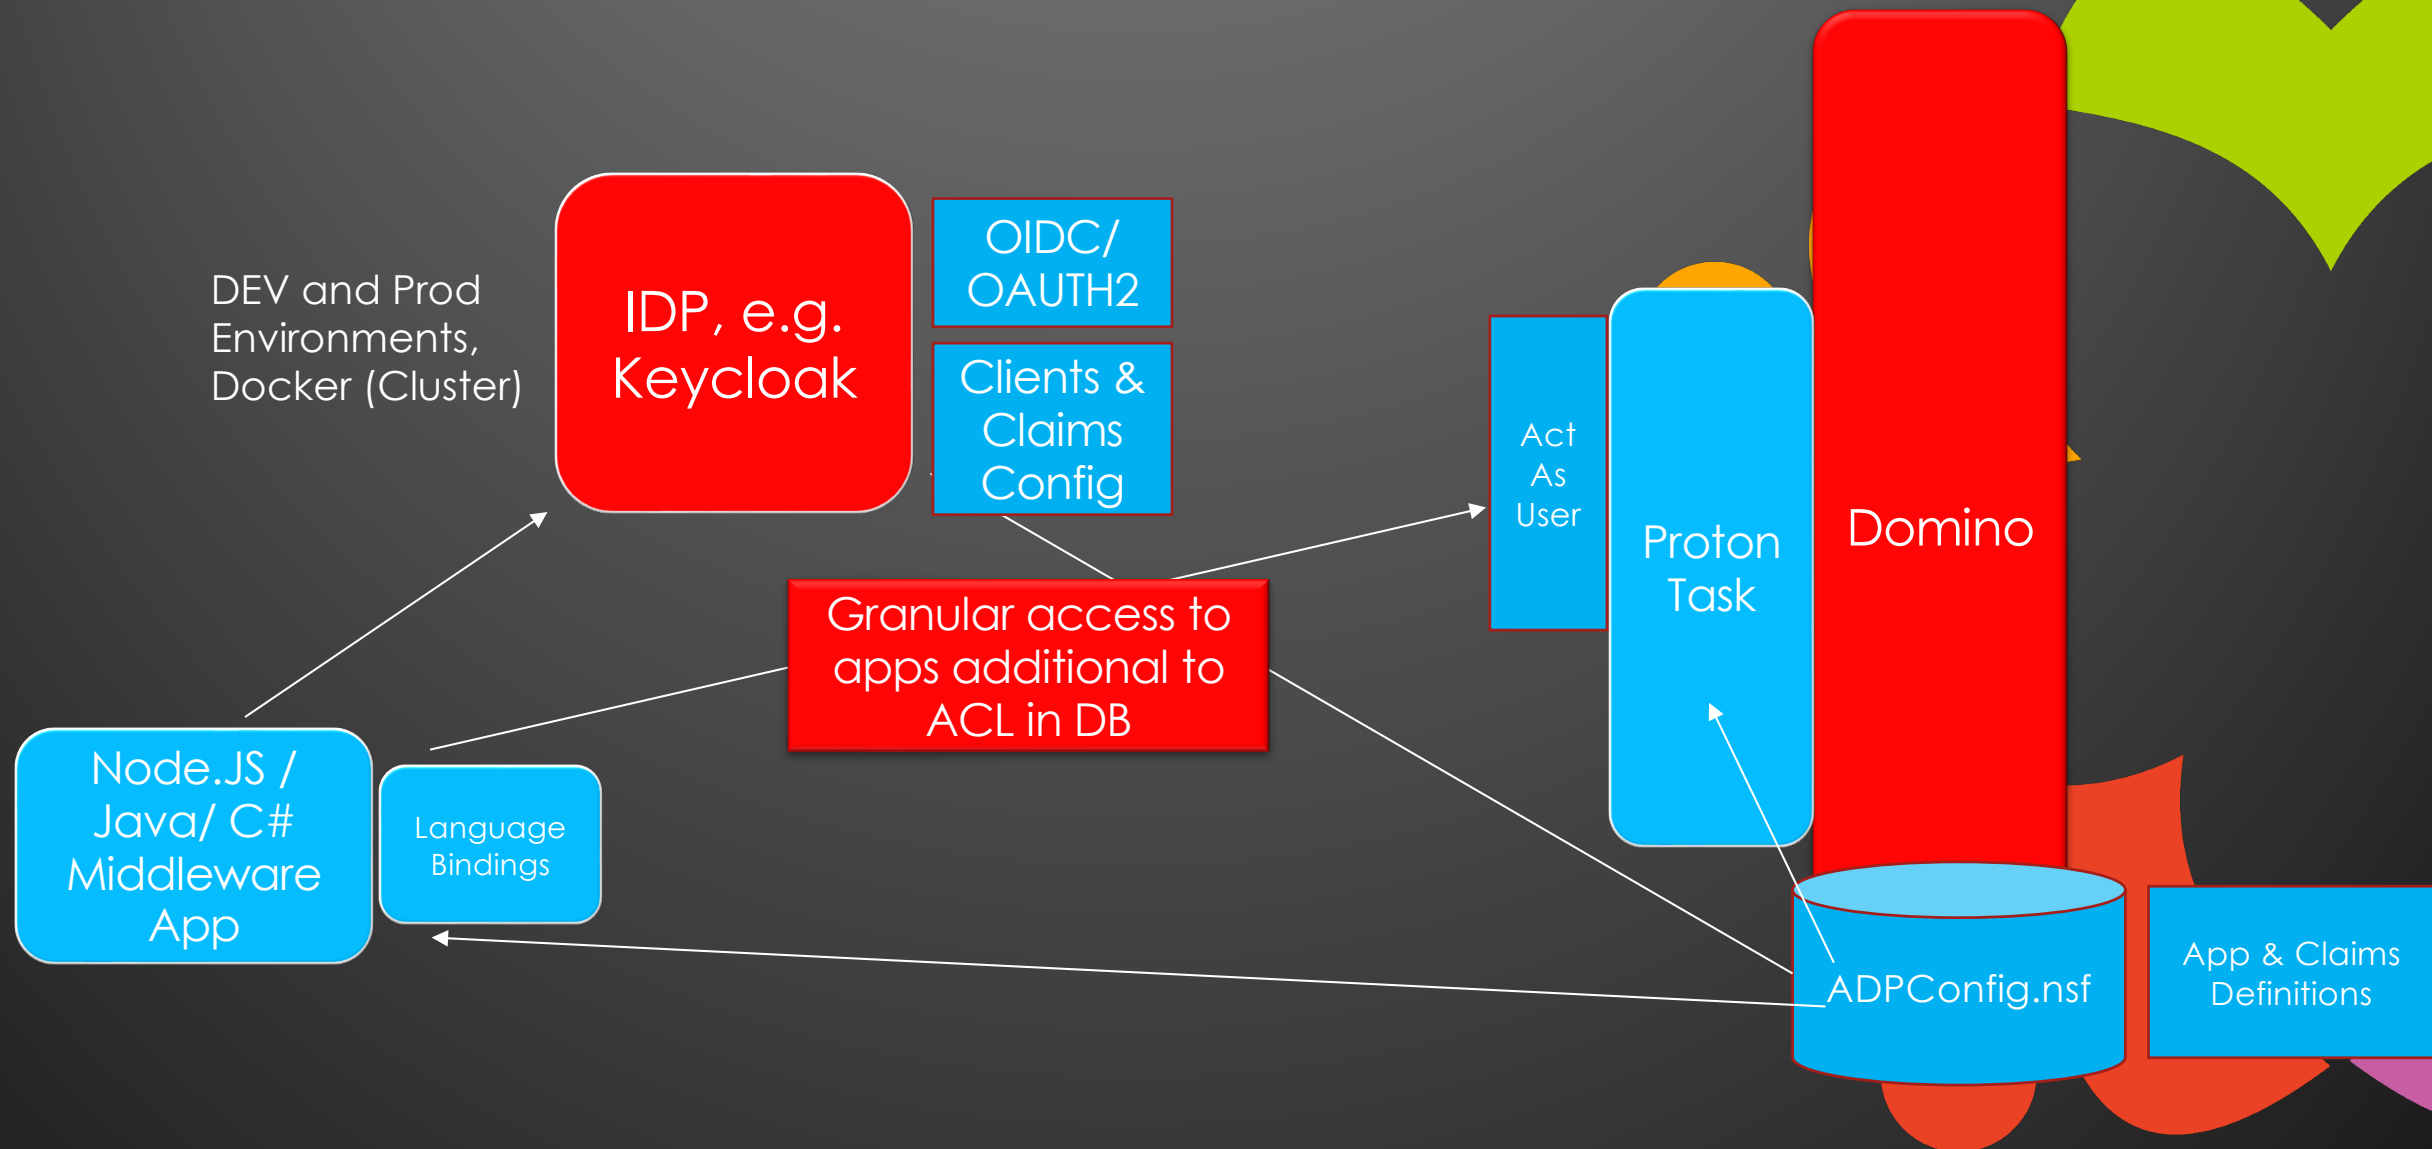 DEV and Prod
Environments,
Docker (Cluster)
IDP, e.g.
Keycloak
OIDC/
OAUTH2
Clients &
Claims
Config
Act
As
User
Proton
Task
Domino
Granular access to
apps additional to
ACL in DB
Node.JS /
Java/ C#
Middleware
App
Language
Bindings
ADPConfig.nsf
App & Claims
Definitions